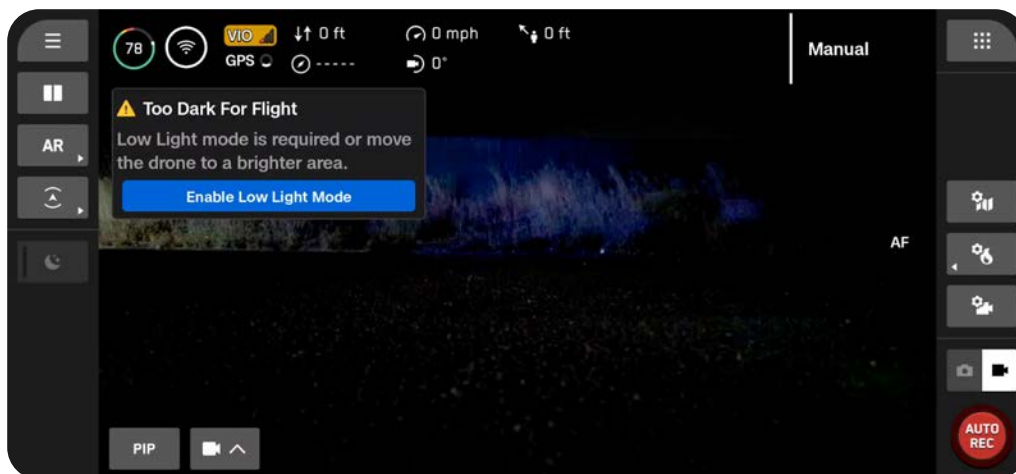 78
VIO
0 ft
0 mph
0 ft
GPS
-----
0°
Manual
AR
Too Dark For Flight
Low Light mode is required or move
the drone to a brighter area.
Enable Low Light Mode
AF
PIP
AUTO
REC